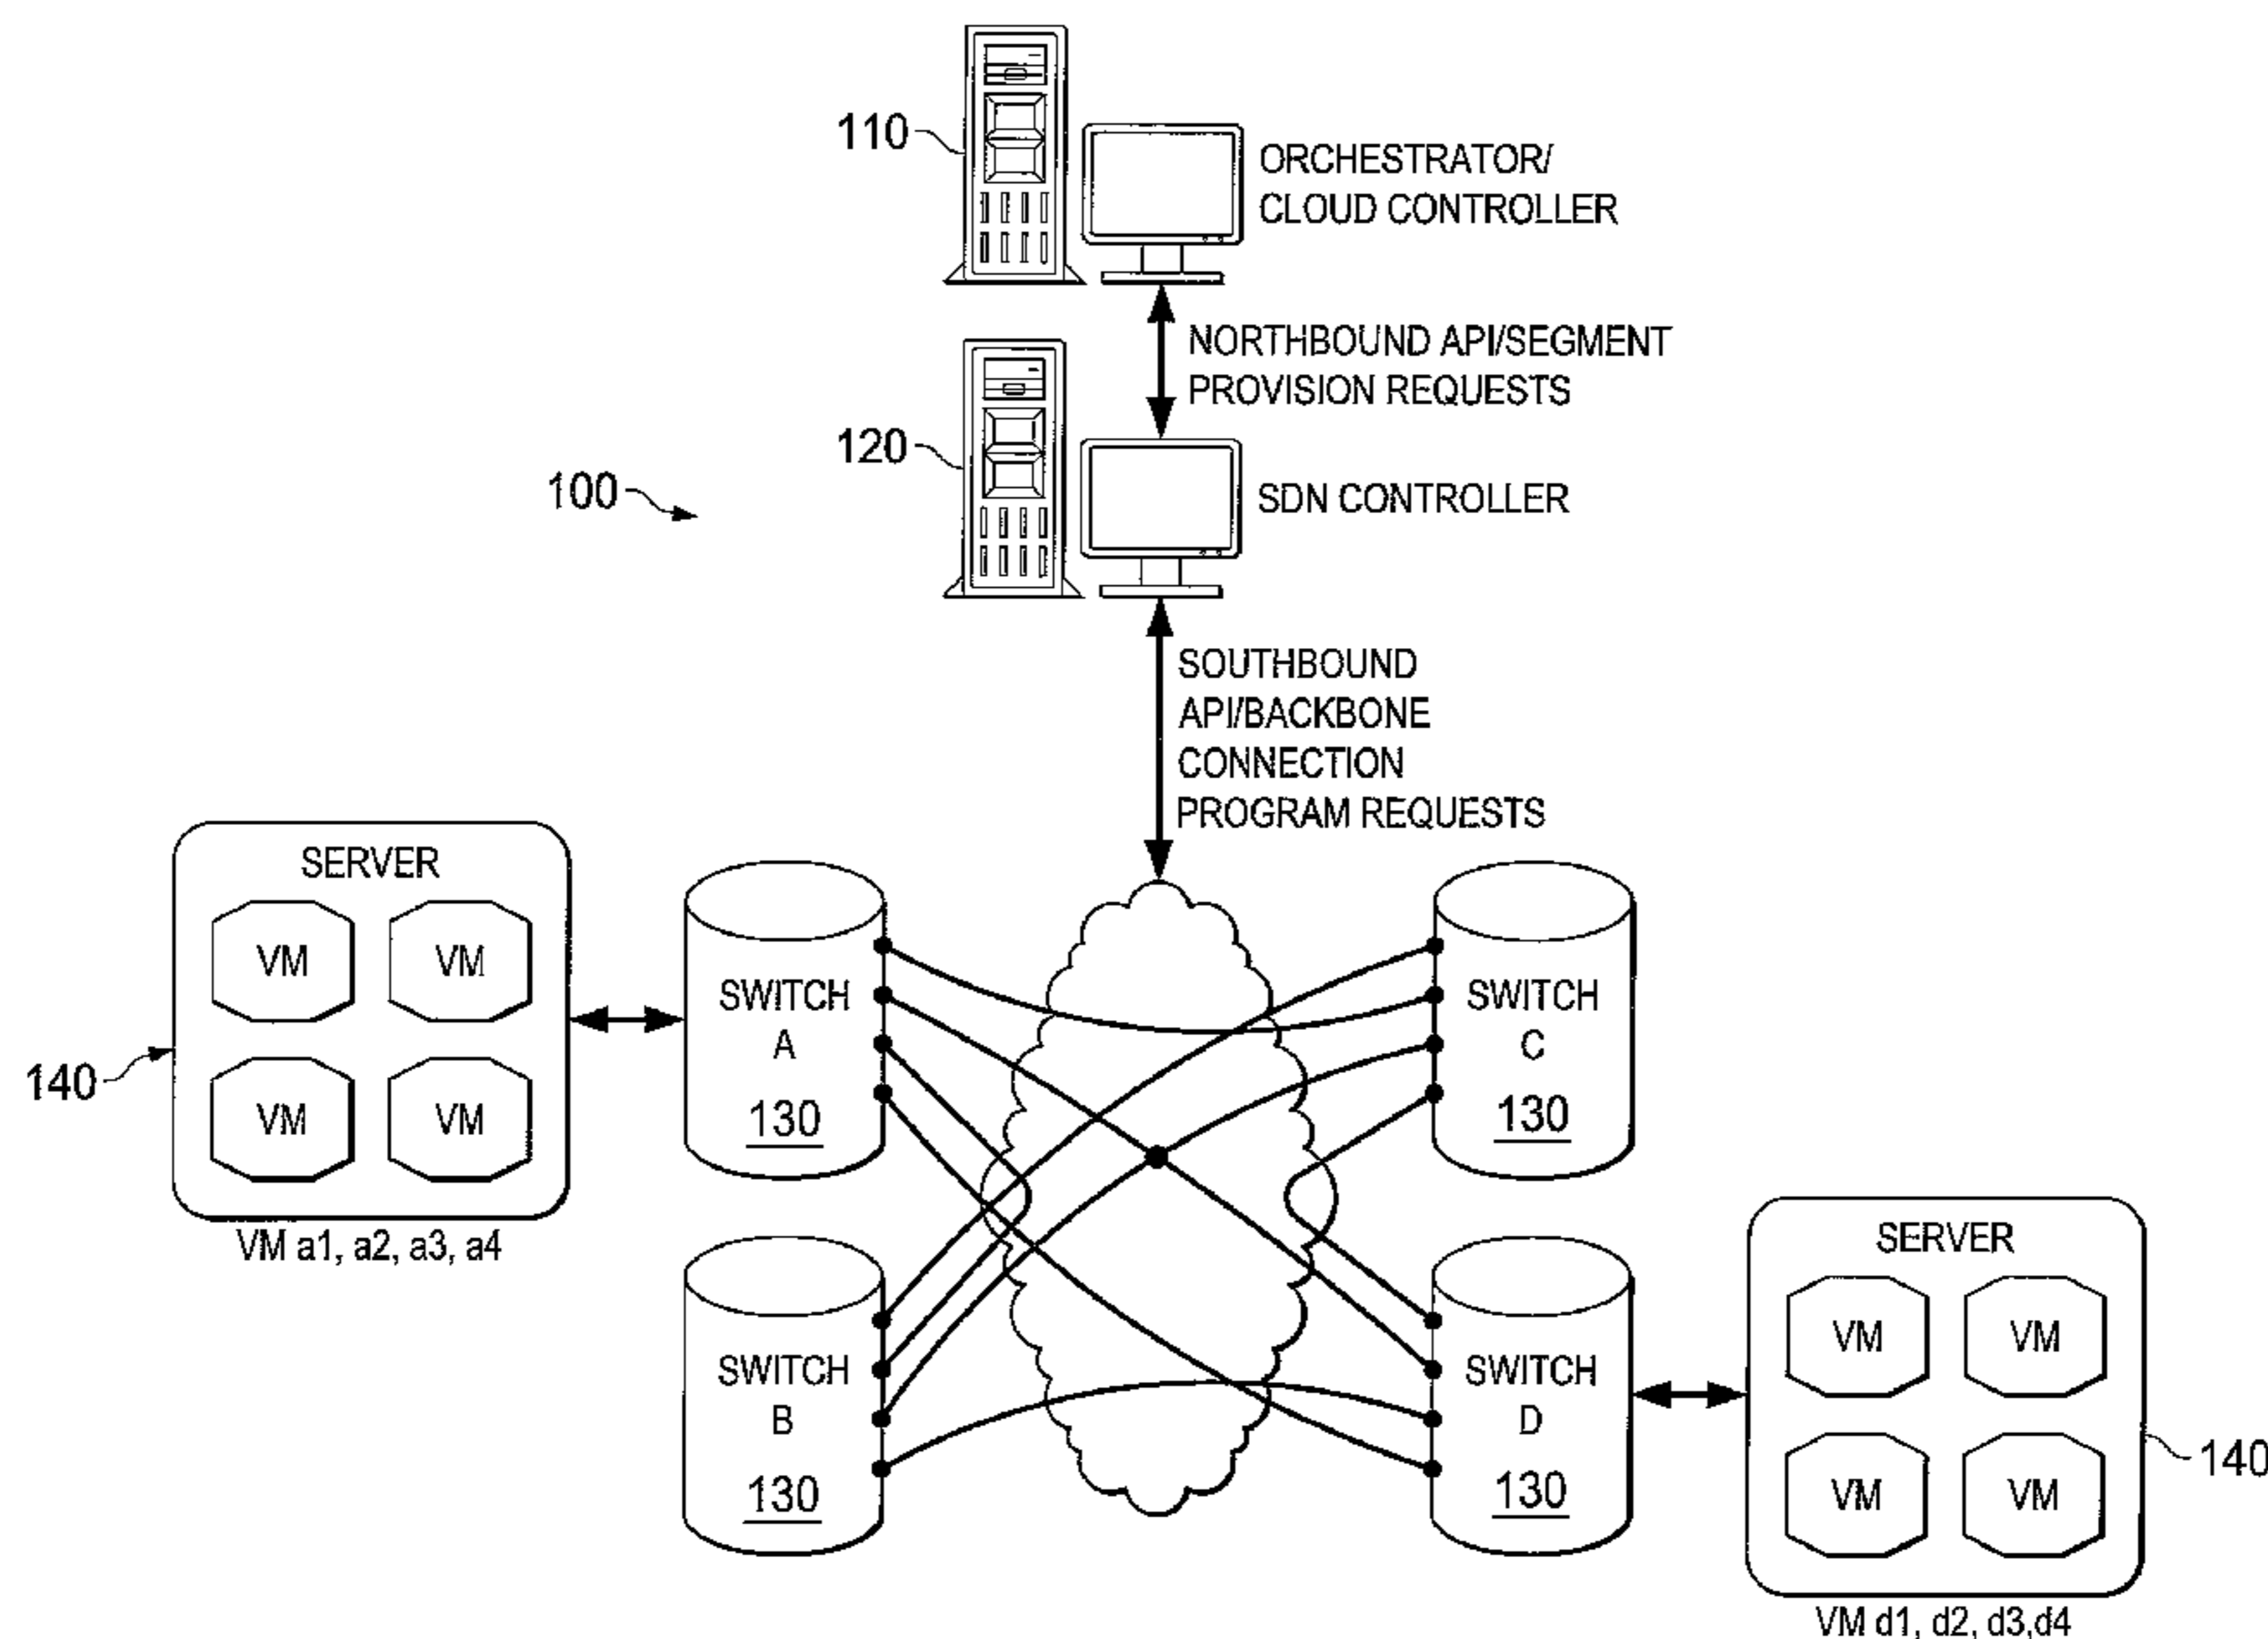 110
ORCHESTRATOR/
CLOUD CONTROLLER
NORTHBOUND API/SEGMENT
PROVISION REQUESTS
120
100
SDN CONTROLLER
SOUTHBOUND
API/BACKBONE
CONNECTION
PROGRAM REQUESTS
SERVER
VM
VM
VM
VM
140
VM a1, a2, a3, a4
SWITCH
A
130
SWITCH
C
130
SWITCH
B
130
SWITCH
D
130
SERVER
VM
VM
VM
VM
140
VM d1, d2, d3,d4